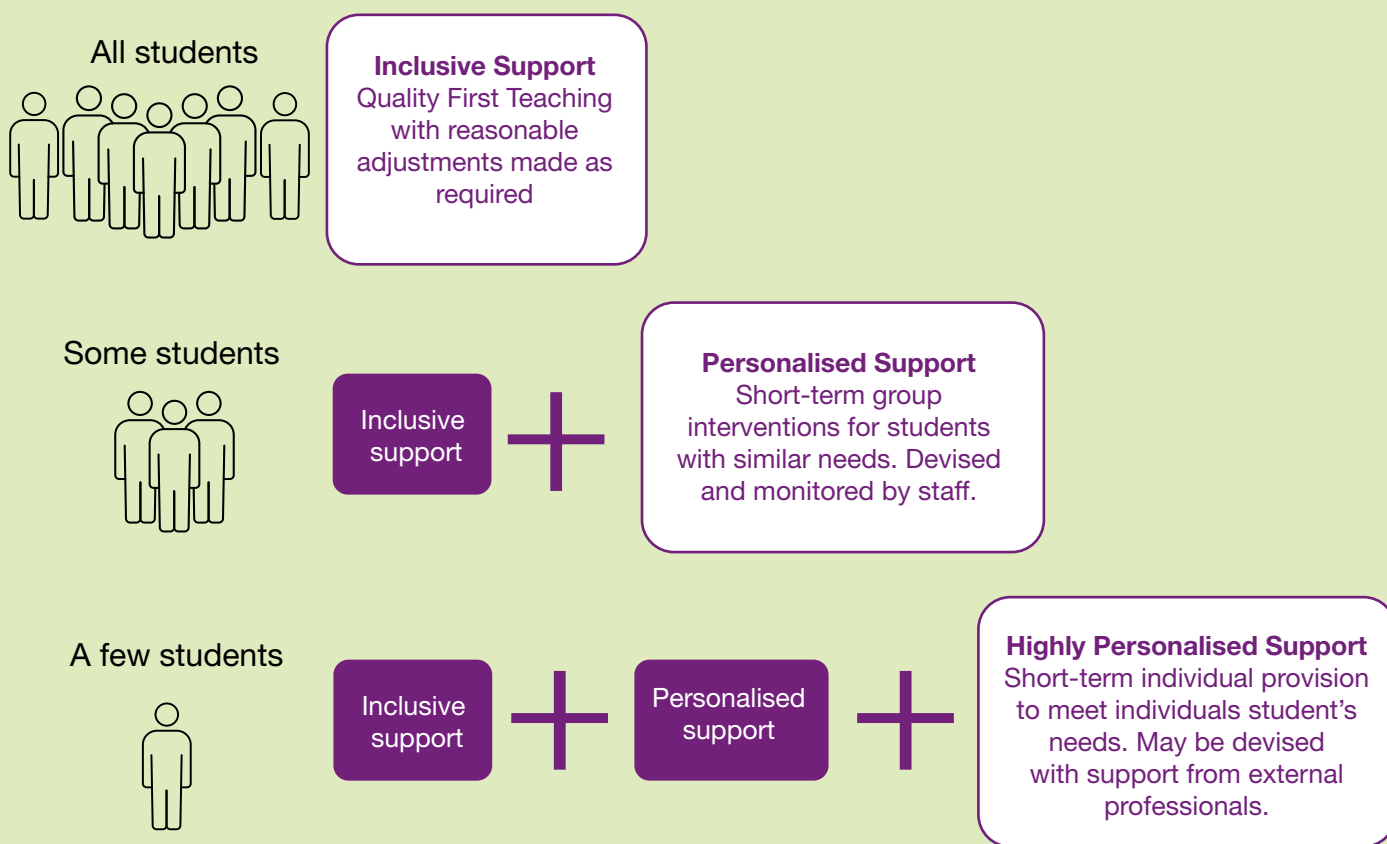 All students
Inclusive Support
Quality First Teaching
with reasonable
adjustments made as
required
Some students
Inclusive
support
Personalised Support
Short-term group
interventions for students
with similar needs. Devised
and monitored by staff.
A few students
Inclusive
support
Personalised
support
Highly Personalised Support
Short-term individual provision
to meet individuals student’s
needs. May be devised
with support from external
professionals.